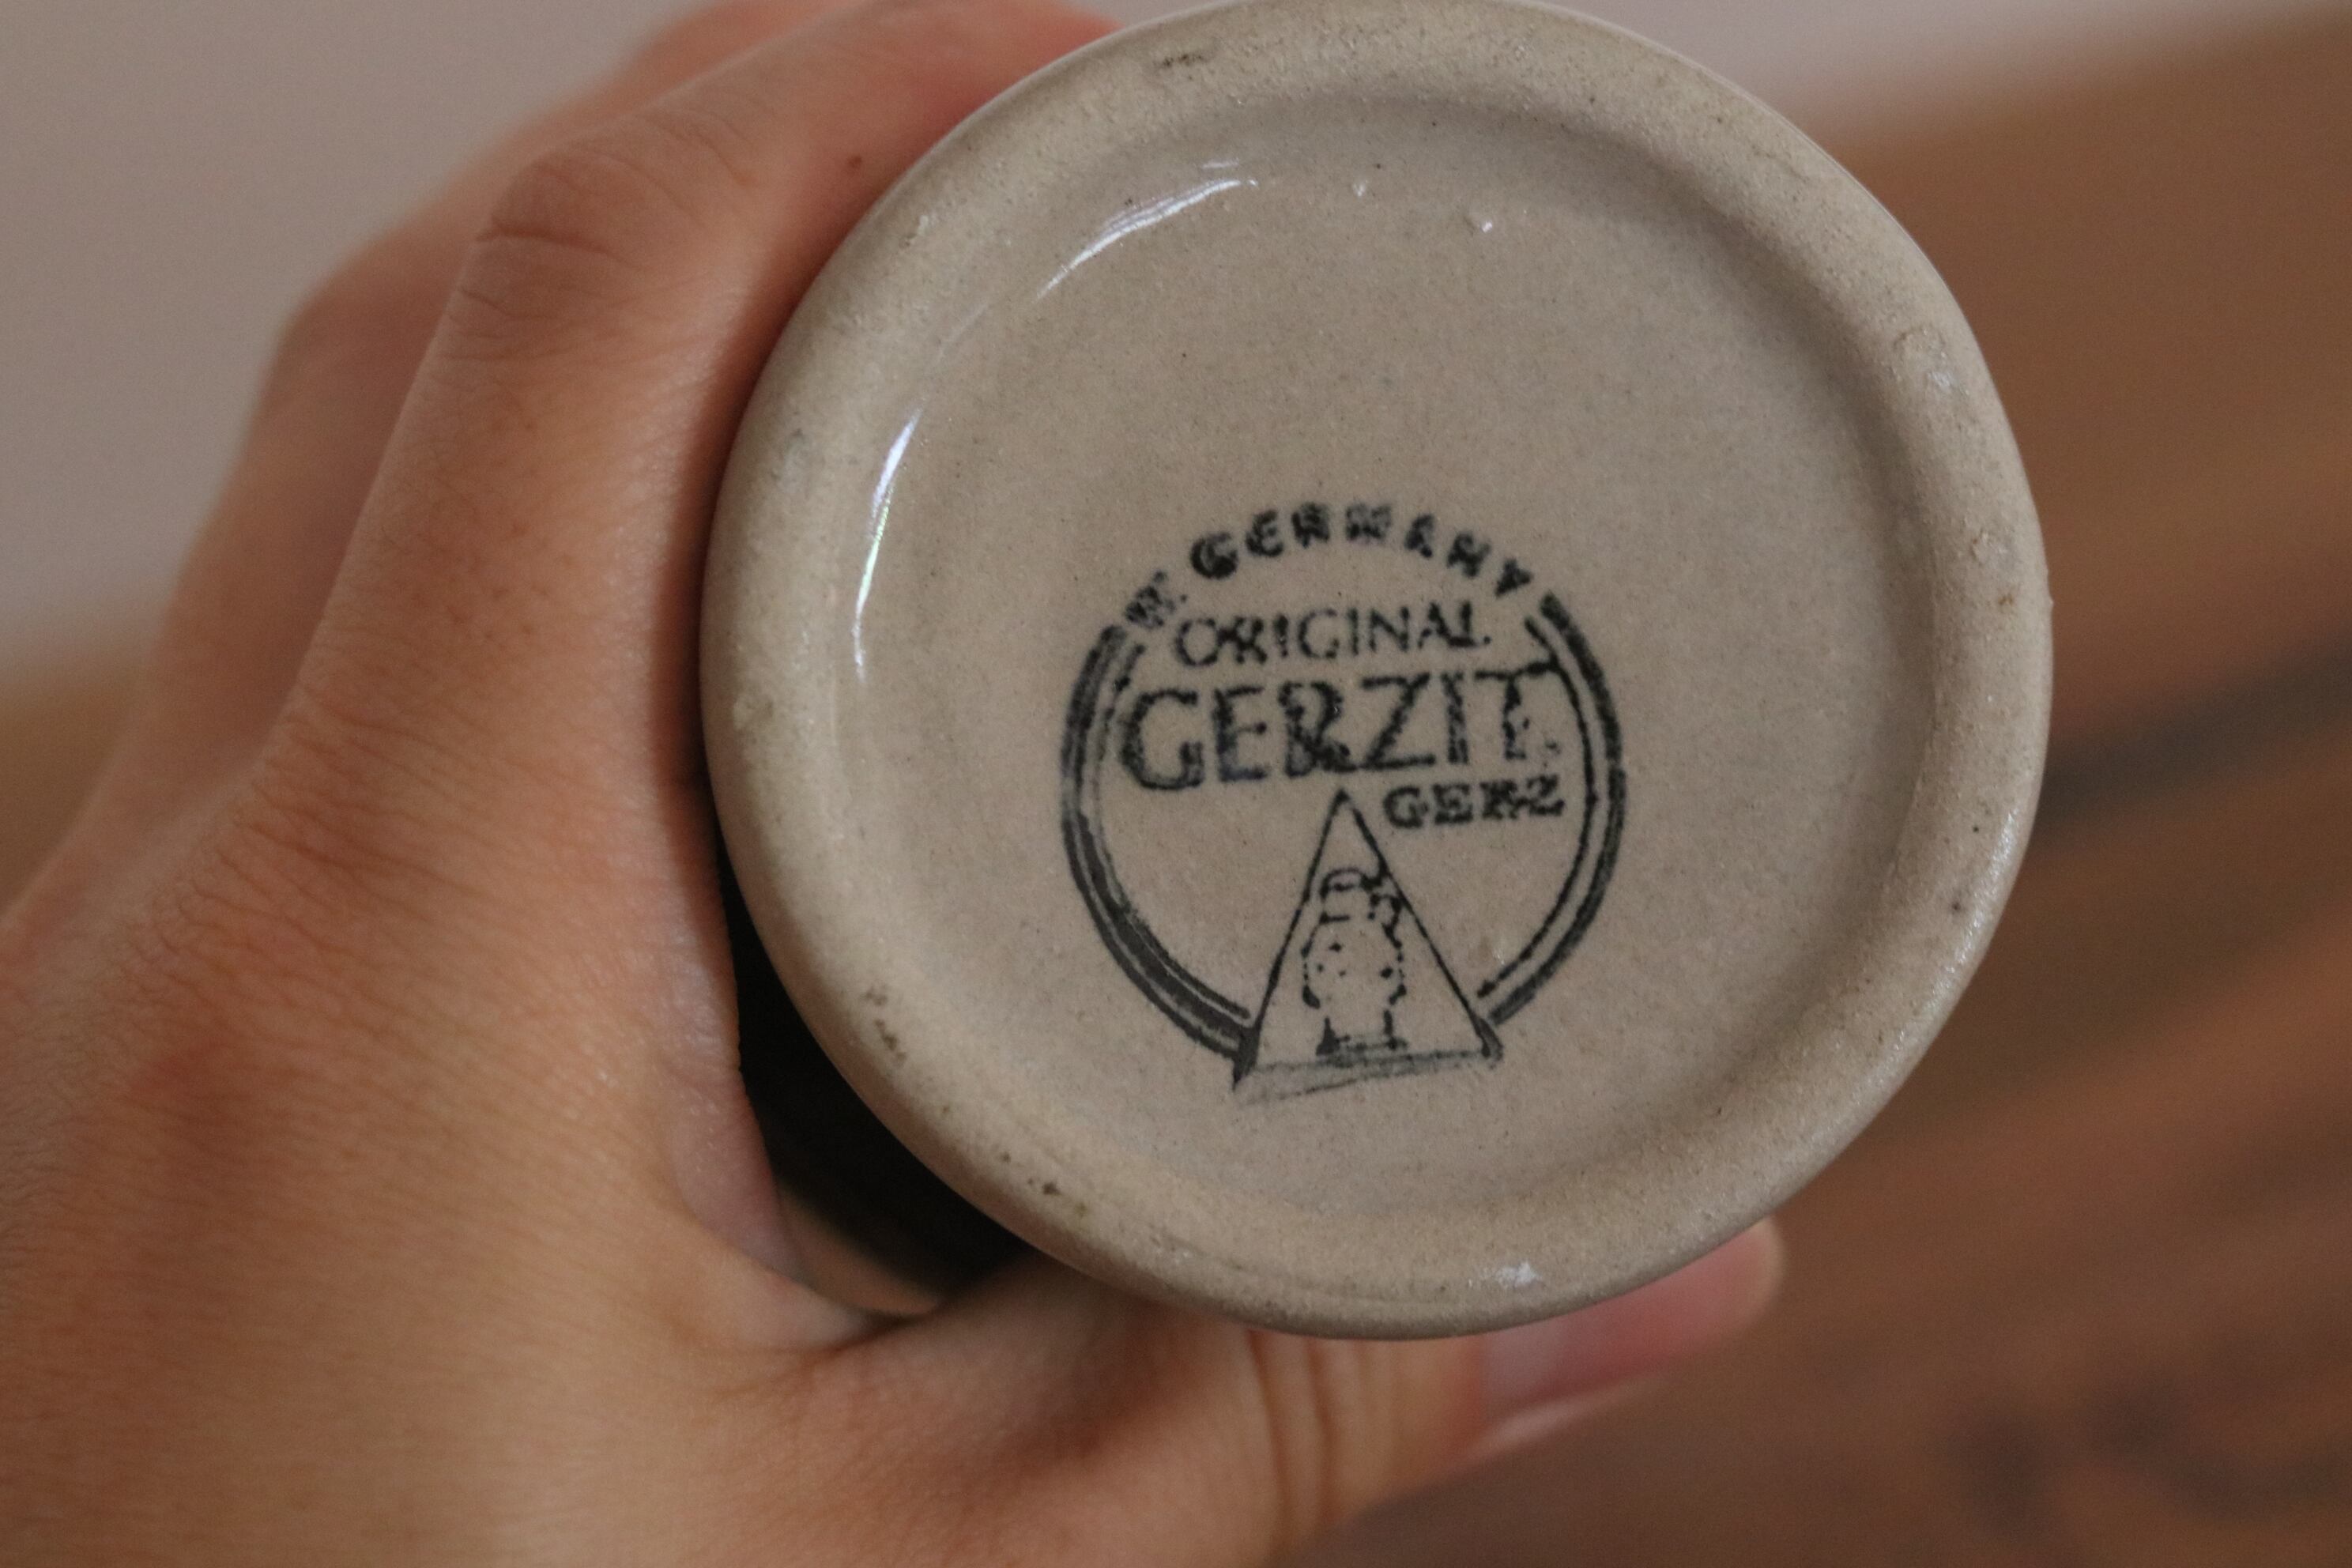 W. GERMANY
ORIGINAL
GERZIT
GERZ